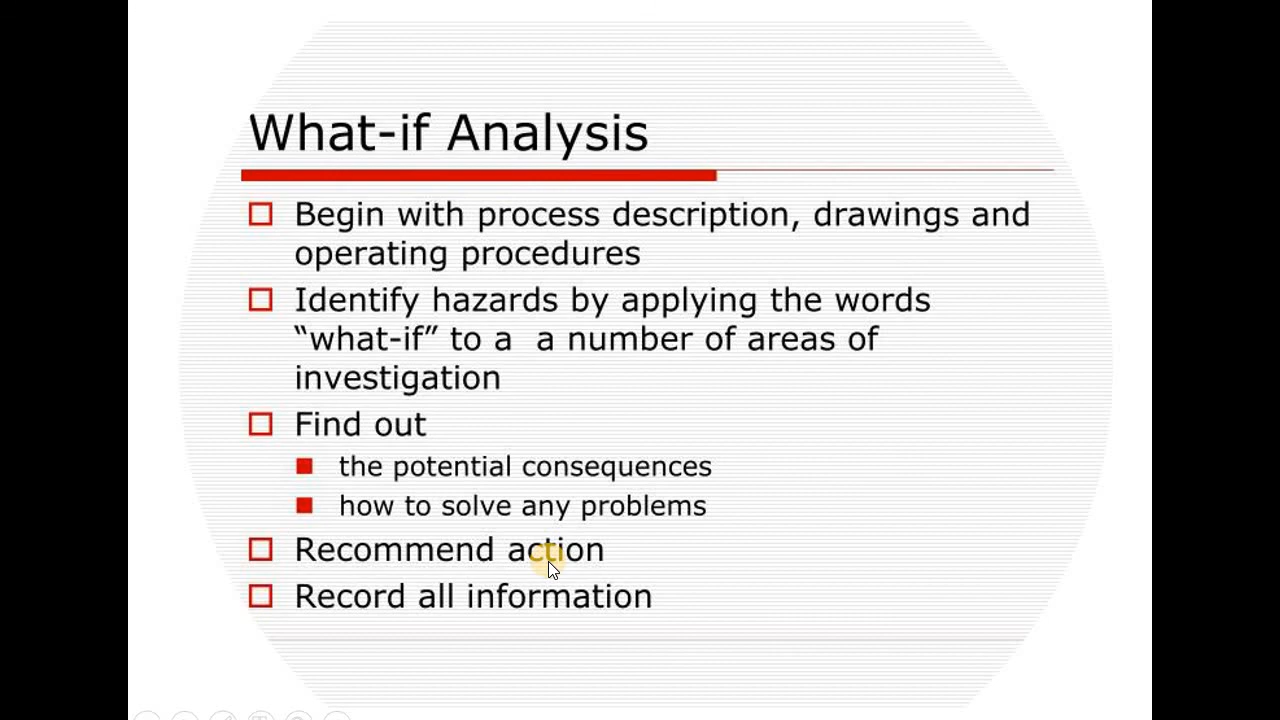 What-if Analysis
Begin with process description, drawings and
operating procedures
Identify hazards by applying the words
“what-if” to a  a number of areas of
investigation
Find out
the potential consequences
how to solve any problems
Recommend action
Record all information